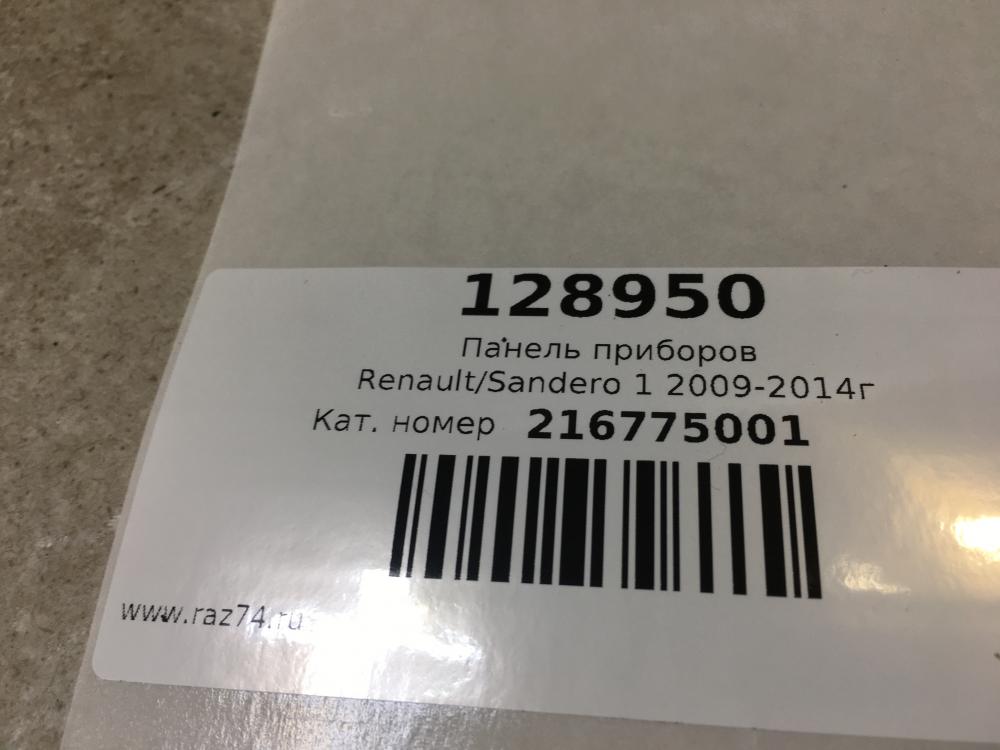 128950
Панель приборов
Renault/Sandero 1 2009-2014г
Кат. номер 216775001
www.raz74.ru